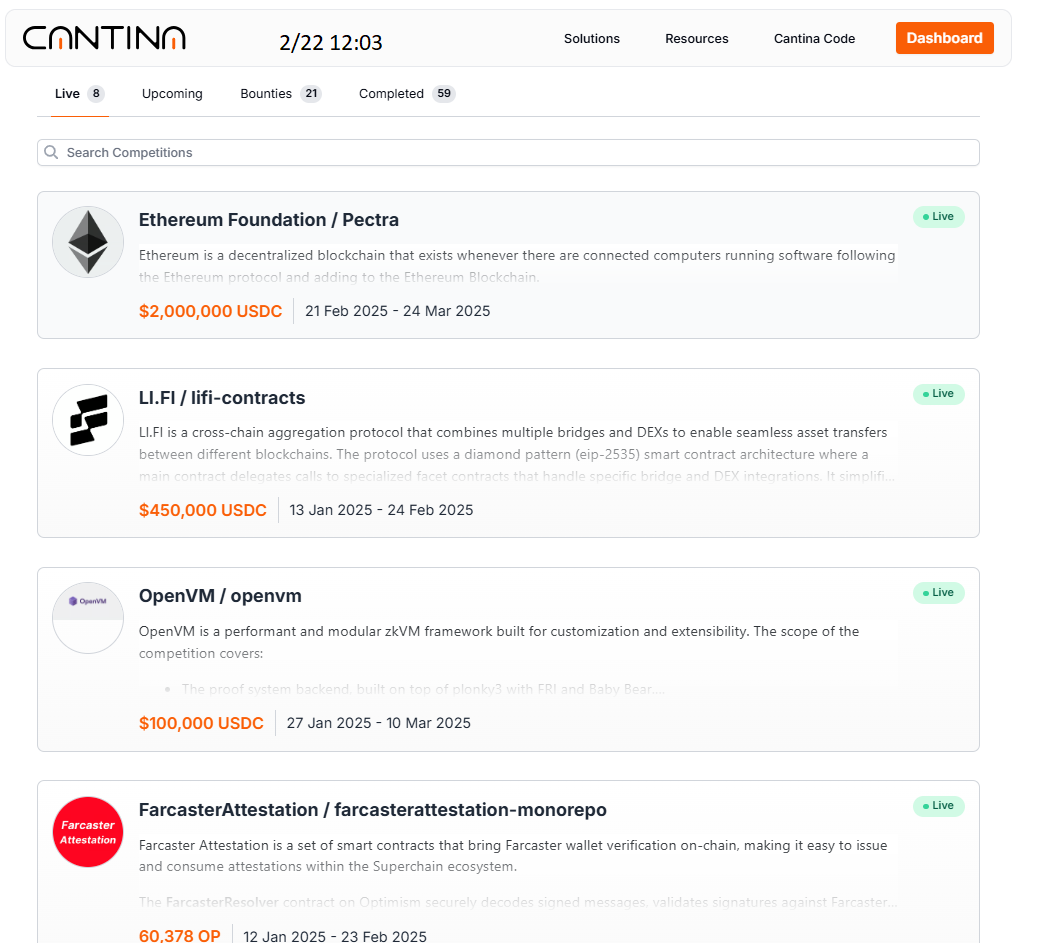 CANTINA
2/22 12:03
Solutions
Resources
Cantina Code
Dashboard
Live 8
Upcoming
Bounties 21
Completed 59
Search Competitions
Ethereum Foundation / Pectra
Live
Ethereum is a decentralized blockchain that exists whenever there are connected computers running software following
the Ethereum protocol and adding to the Ethereum Blockchain.
$2,000,000 USDC
21 Feb 2025 - 24 Mar 2025
LI.FI / lifi-contracts
Live
LI.FI is a cross-chain aggregation protocol that combines multiple bridges and DEXs to enable seamless asset transfers
between different blockchains. The protocol uses a diamond pattern (eip-2535) smart contract architecture where a
main contract delegates calls to specialized facet contracts that handle specific bridge and DEX integrations. It simplifi...
$450,000 USDC
13 Jan 2025 - 24 Feb 2025
OpenVM
OpenVM / openvm
Live
OpenVM is a performant and modular zkVM framework built for customization and extensibility. The scope of the
competition covers:
• The proof system backend, built on top of plonky3 with FRI and Baby Bear....
$100,000 USDC
27 Jan 2025 - 10 Mar 2025
Farcaster
Attestation
FarcasterAttestation / farcasterattestation-monorepo
Live
Farcaster Attestation is a set of smart contracts that bring Farcaster wallet verification on-chain, making it easy to issue
and consume attestations within the Superchain ecosystem.
The FarcasterResolver contract on Optimism securely decodes signed messages, validates signatures against Farcaster...
60,378 OP
12 Jan 2025 - 23 Feb 2025